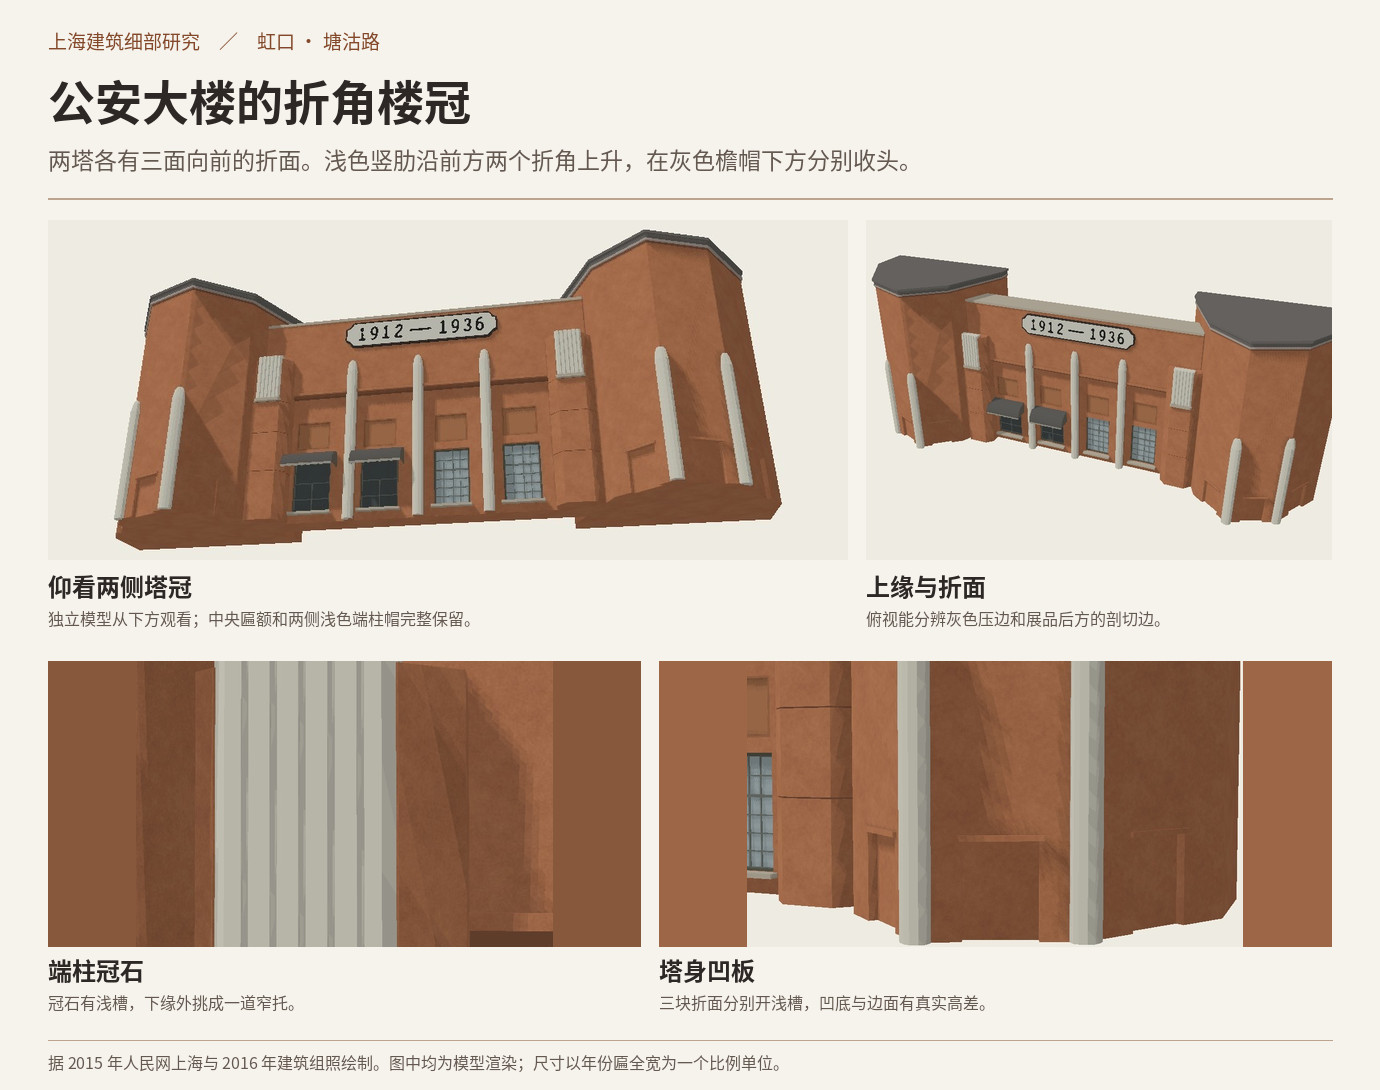 上海建筑细部研究 ／ 虹口 · 塘沽路
公安大楼的折角楼冠
两塔各有三面向前的折面。浅色竖肋沿前方两个折角上升，在灰色檐帽下方分别收头。
1912 — 1936
1912 — 1936
仰看两侧塔冠
独立模型从下方观看；中央匾额和两侧浅色端柱帽完整保留。
上缘与折面
俯视能分辨灰色压边和展品后方的剖切边。
端柱冠石
冠石有浅槽，下缘外挑成一道窄托。
塔身凹板
三块折面分别开浅槽，凹底与边面有真实高差。
据 2015 年人民网上海与 2016 年建筑组照绘制。图中均为模型渲染；尺寸以年份匾全宽为一个比例单位。